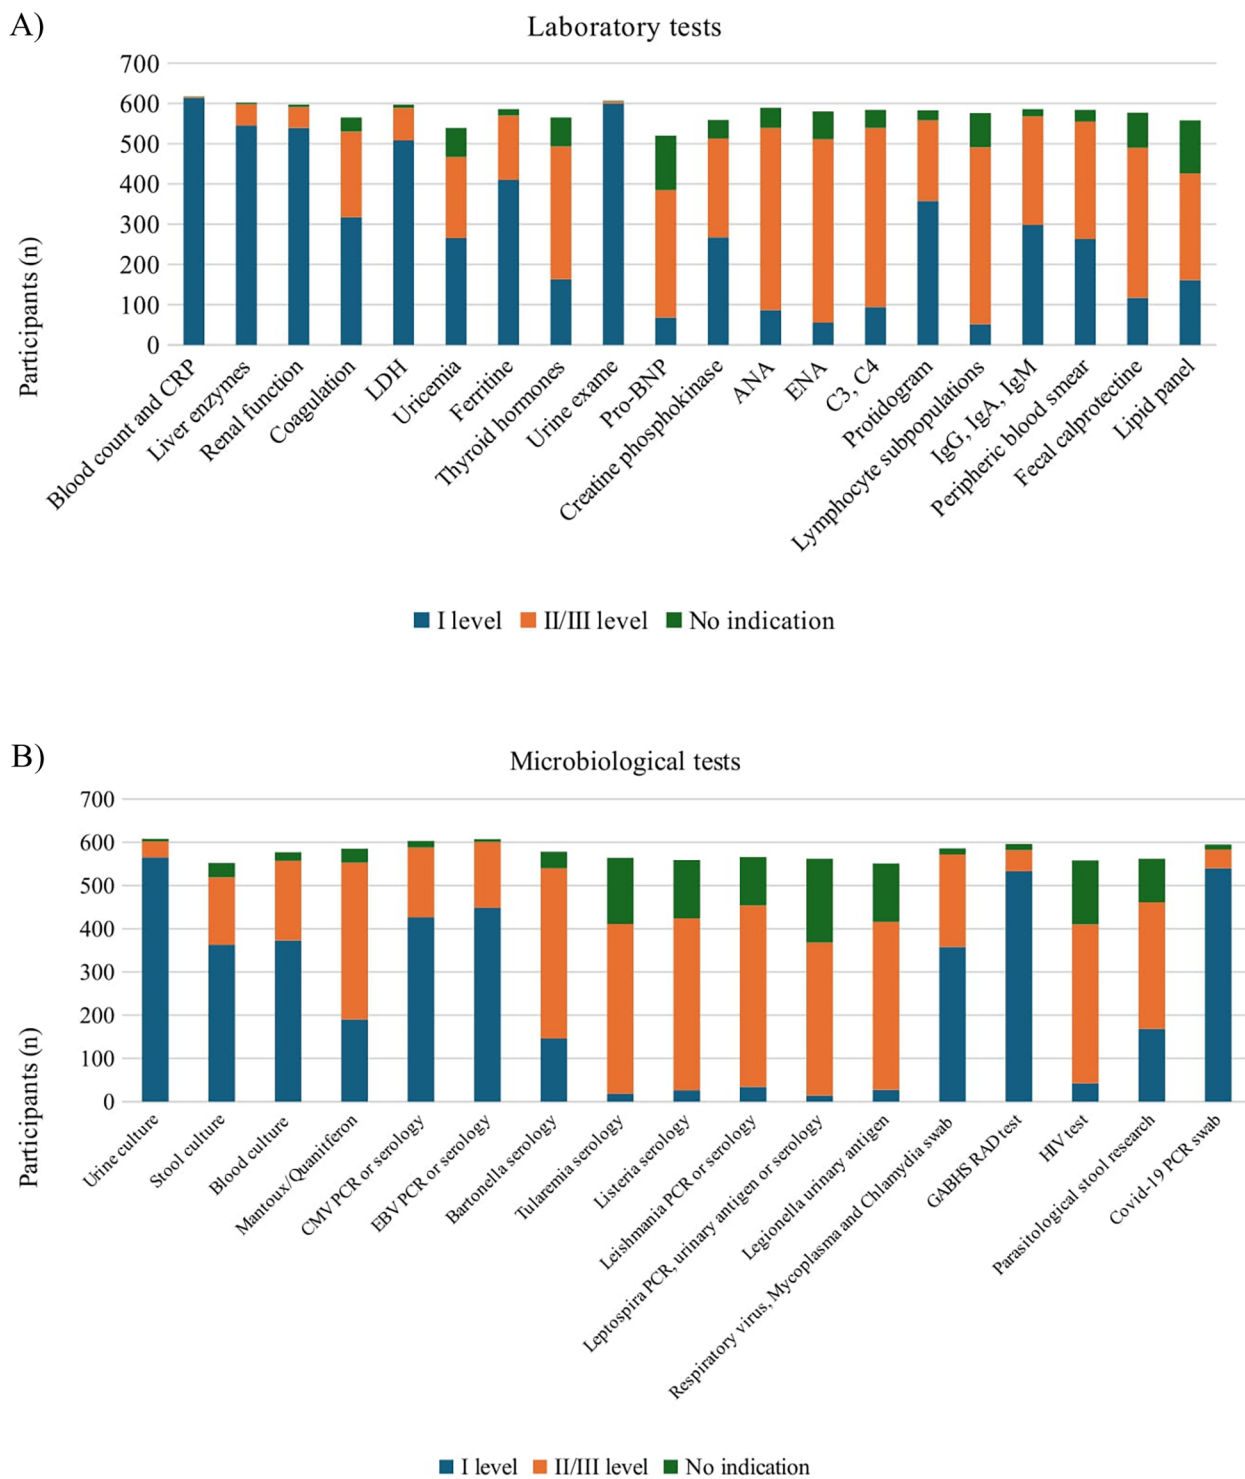 A)
Laboratory tests
Participants (n)
700
600
500
400
300
200
100
0
Blood count and CRP
Liver enzymes
Renal function
Coagulation
LDH
Uricemia
Ferritine
Thyroid hormones
Urine exame
Pro-BNP
Creatine phosphokinase
ANA
ENA
C3, C4
Protidogram
Lymphocyte subpopulations
IgG, IgA, IgM
Peripheric blood smear
Fecal calprotectine
Lipid panel
I level II/III level No indication
B)
Microbiological tests
Participants (n)
700
600
500
400
300
200
100
0
Urine culture
Stool culture
Blood culture
Mantoux/Quanitferon
CMV PCR or serology
EBV PCR or serology
Bartonella serology
Tularemia serology
Listeria serology
Leishmania PCR or serology
Leptospira PCR, urinary antigen or serology
Legionella urinary antigen
Respiratory virus, Mycoplasma and Chlamydia swab
GABHS RAD test
HIV test
Parasitological stool research
Covid-19 PCR swab
I level II/III level No indication